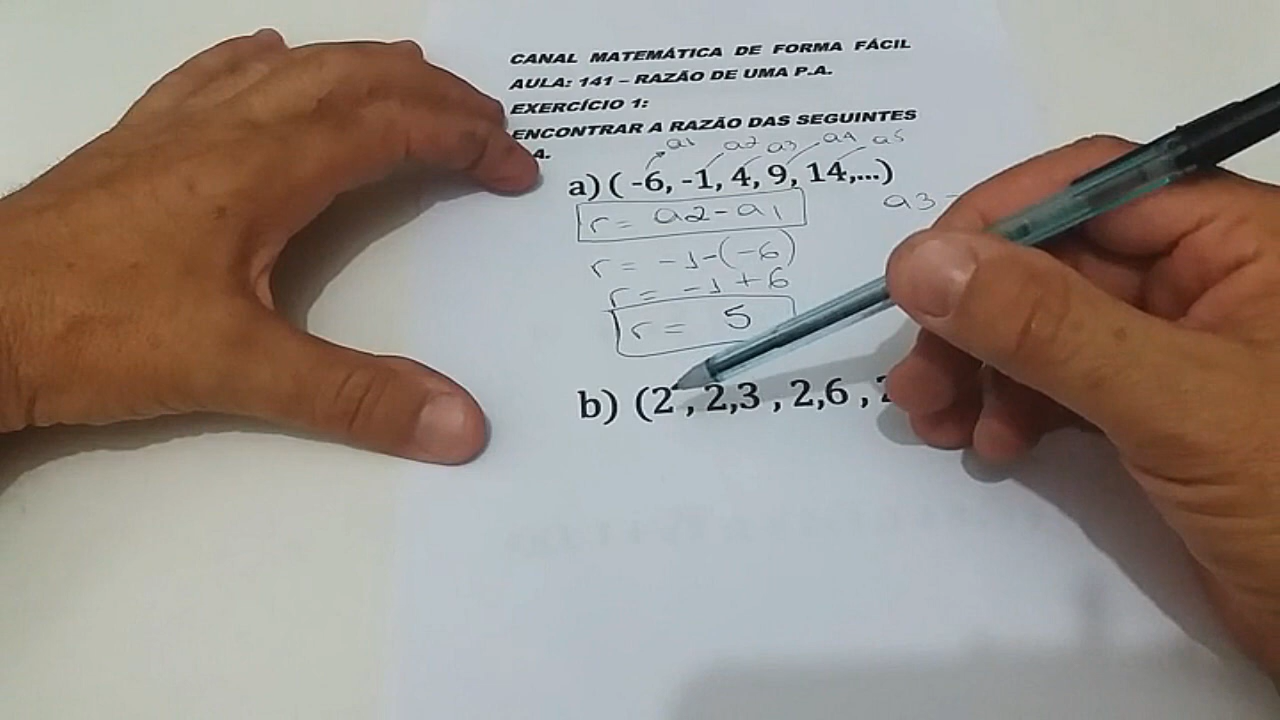 CANAL MATEMÁTICA DE FORMA FÁCIL
AULA: 141 – RAZÃO DE UMA P.A.
EXERCÍCIO 1:
ENCONTRAR A RAZÃO DAS SEGUINTES
A.
a1 a2 a3 a4 a5
a) ( -6, -1, 4, 9, 14,...)
r = a2 - a1
a3 -
r = -1-(-6)
r = -1 + 6
r = 5
b) (2 , 2,3 , 2,6 ,